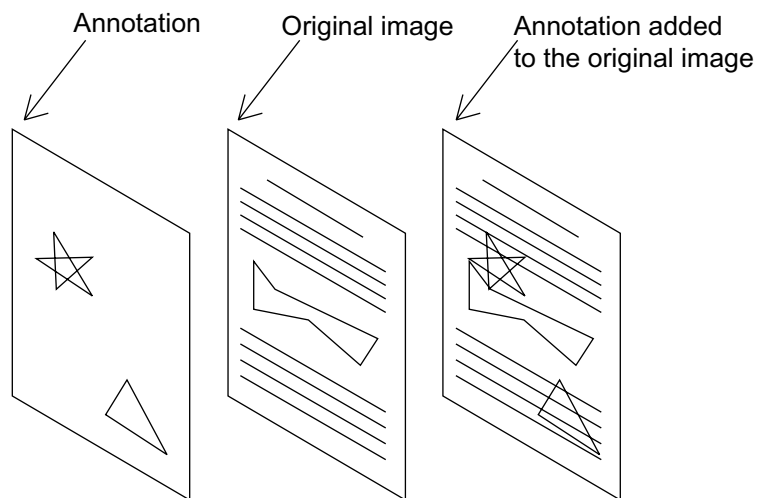 Annotation
Original image
Annotation added
to the original image